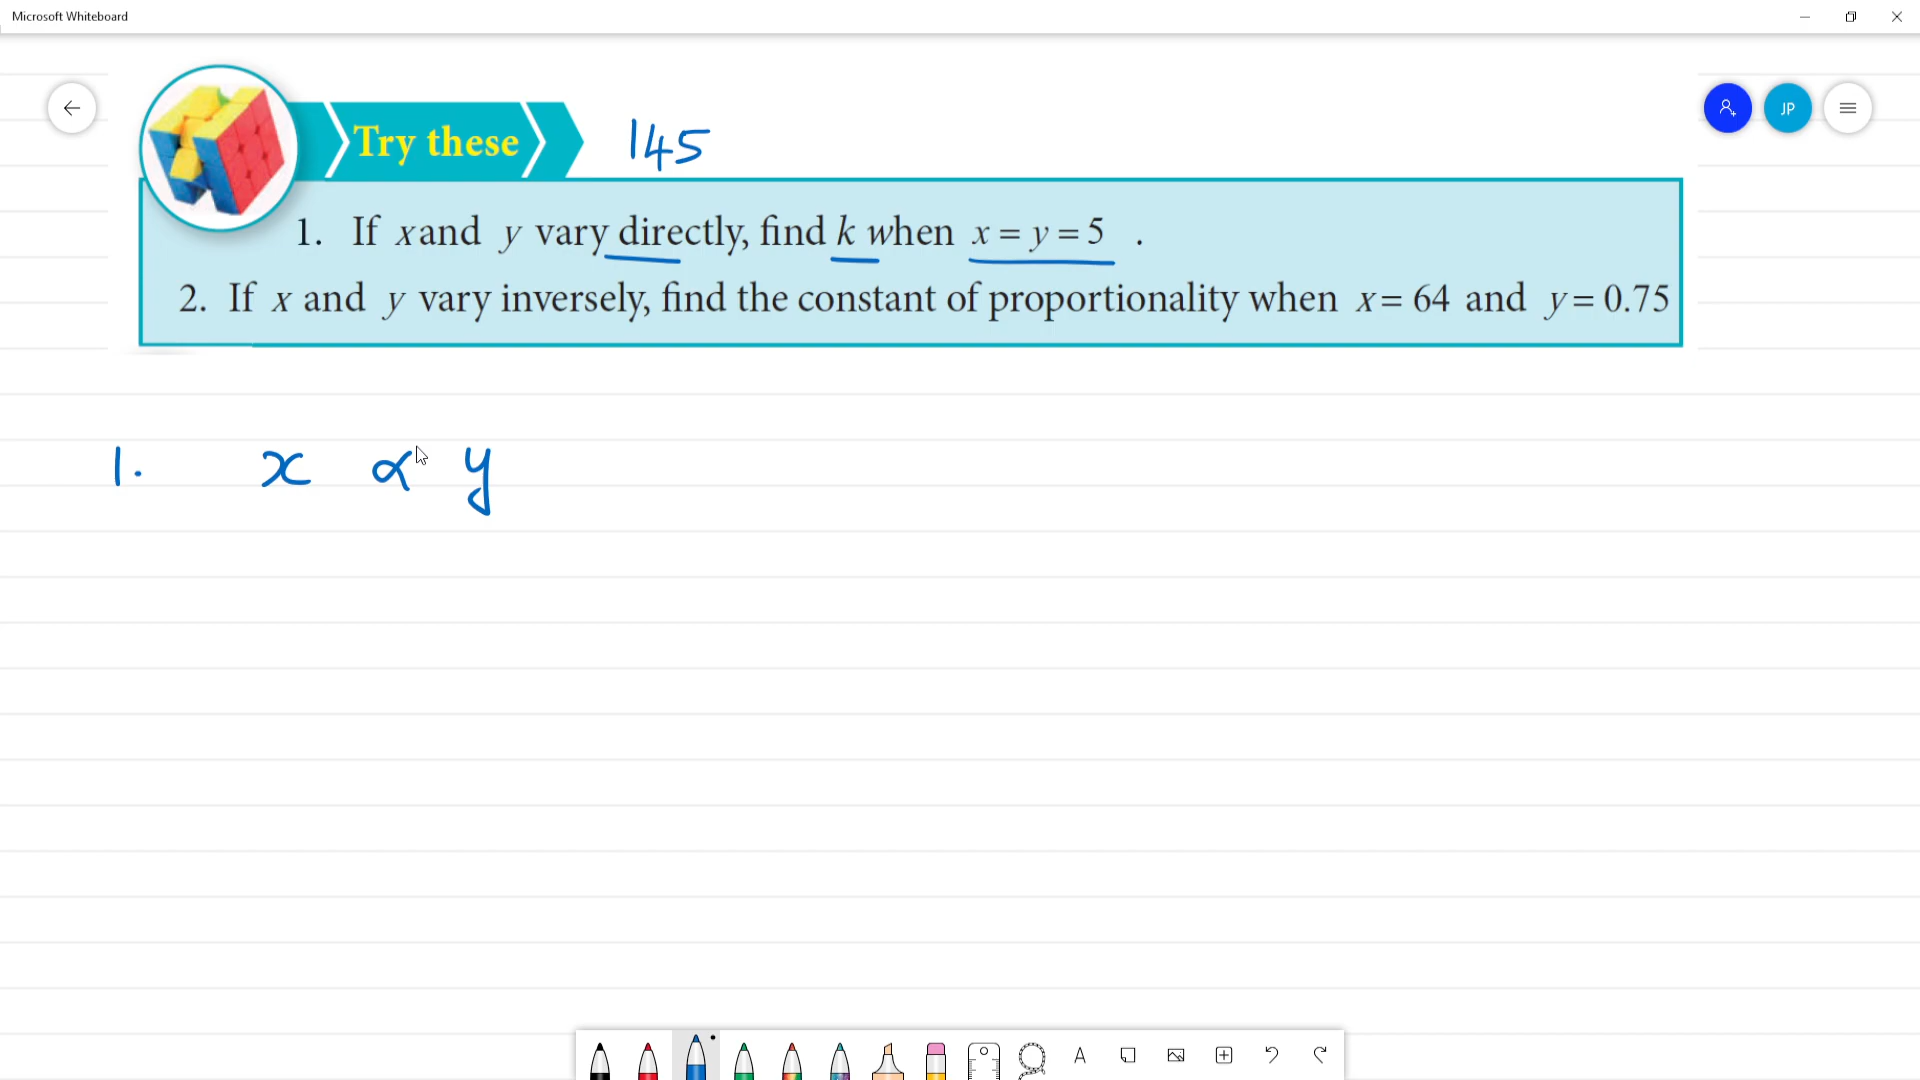 Microsoft Whiteboard
Try these 145
JP
1. If x and y vary directly, find k when x = y = 5 .
2. If x and y vary inversely, find the constant of proportionality when x = 64 and y = 0.75
1. x ∝ y
A